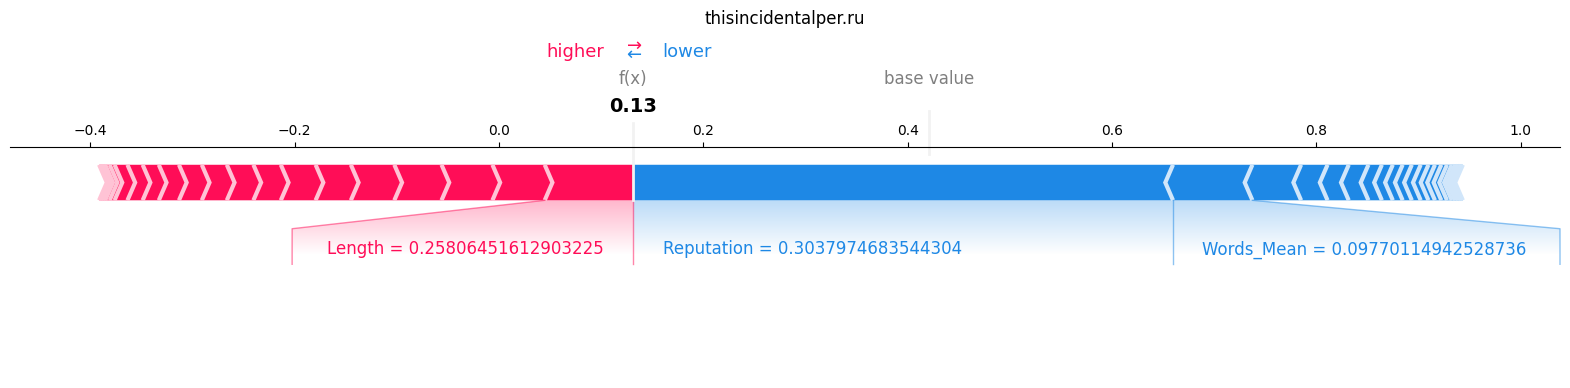 thisincidentalper.ru
higher ⇄ lower
f(x) base value
0.13
−0.4 −0.2 0.0 0.2 0.4 0.6 0.8 1.0
Length = 0.25806451612903225 Reputation = 0.3037974683544304 Words_Mean = 0.09770114942528736